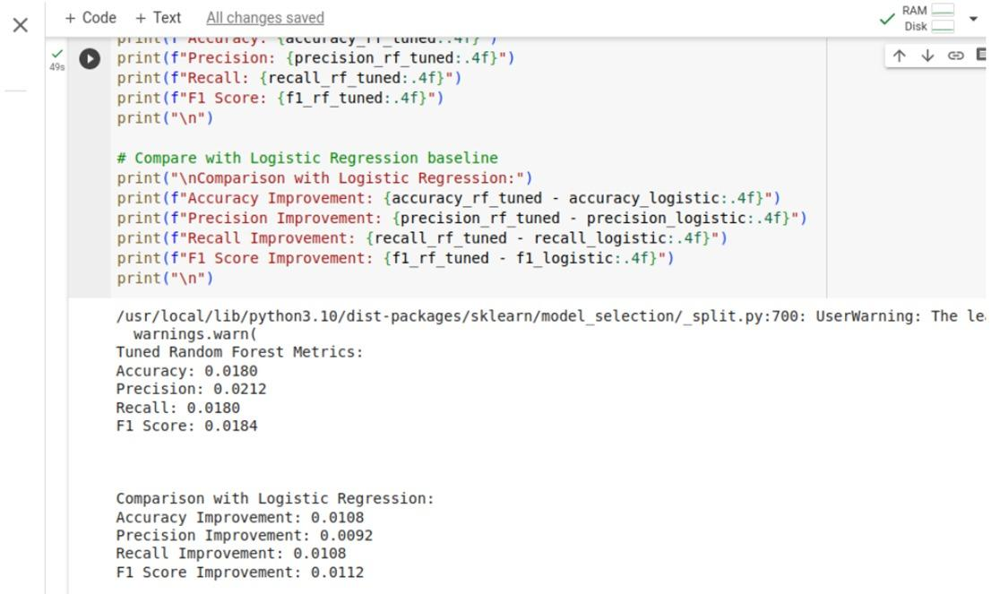 + Code + Text All changes saved
RAM
Disk
49s
print(f"Accuracy: {accuracy_rf_tuned:.4f}")
print(f"Precision: {precision_rf_tuned:.4f}")
print(f"Recall: {recall_rf_tuned:.4f}")
print(f"F1 Score: {f1_rf_tuned:.4f}")
print("\n")
# Compare with Logistic Regression baseline
print("\nComparison with Logistic Regression:")
print(f"Accuracy Improvement: {accuracy_rf_tuned - accuracy_logistic:.4f}")
print(f"Precision Improvement: {precision_rf_tuned - precision_logistic:.4f}")
print(f"Recall Improvement: {recall_rf_tuned - recall_logistic:.4f}")
print(f"F1 Score Improvement: {f1_rf_tuned - f1_logistic:.4f}")
print("\n")
/usr/local/lib/python3.10/dist-packages/sklearn/model_selection/_split.py:700: UserWarning: The
warnings.warn(
Tuned Random Forest Metrics:
Accuracy: 0.0180
Precision: 0.0212
Recall: 0.0180
F1 Score: 0.0184
Comparison with Logistic Regression:
Accuracy Improvement: 0.0108
Precision Improvement: 0.0092
Recall Improvement: 0.0108
F1 Score Improvement: 0.0112